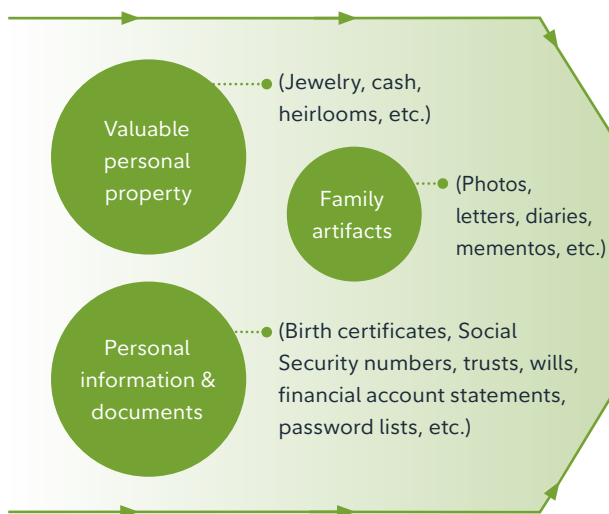 Valuable
personal
property
(Jewelry, cash,
heirlooms, etc.)
Family
artifacts
(Photos,
letters, diaries,
mementos, etc.)
Personal
information &
documents
(Birth certificates, Social
Security numbers, trusts, wills,
financial account statements,
password lists, etc.)